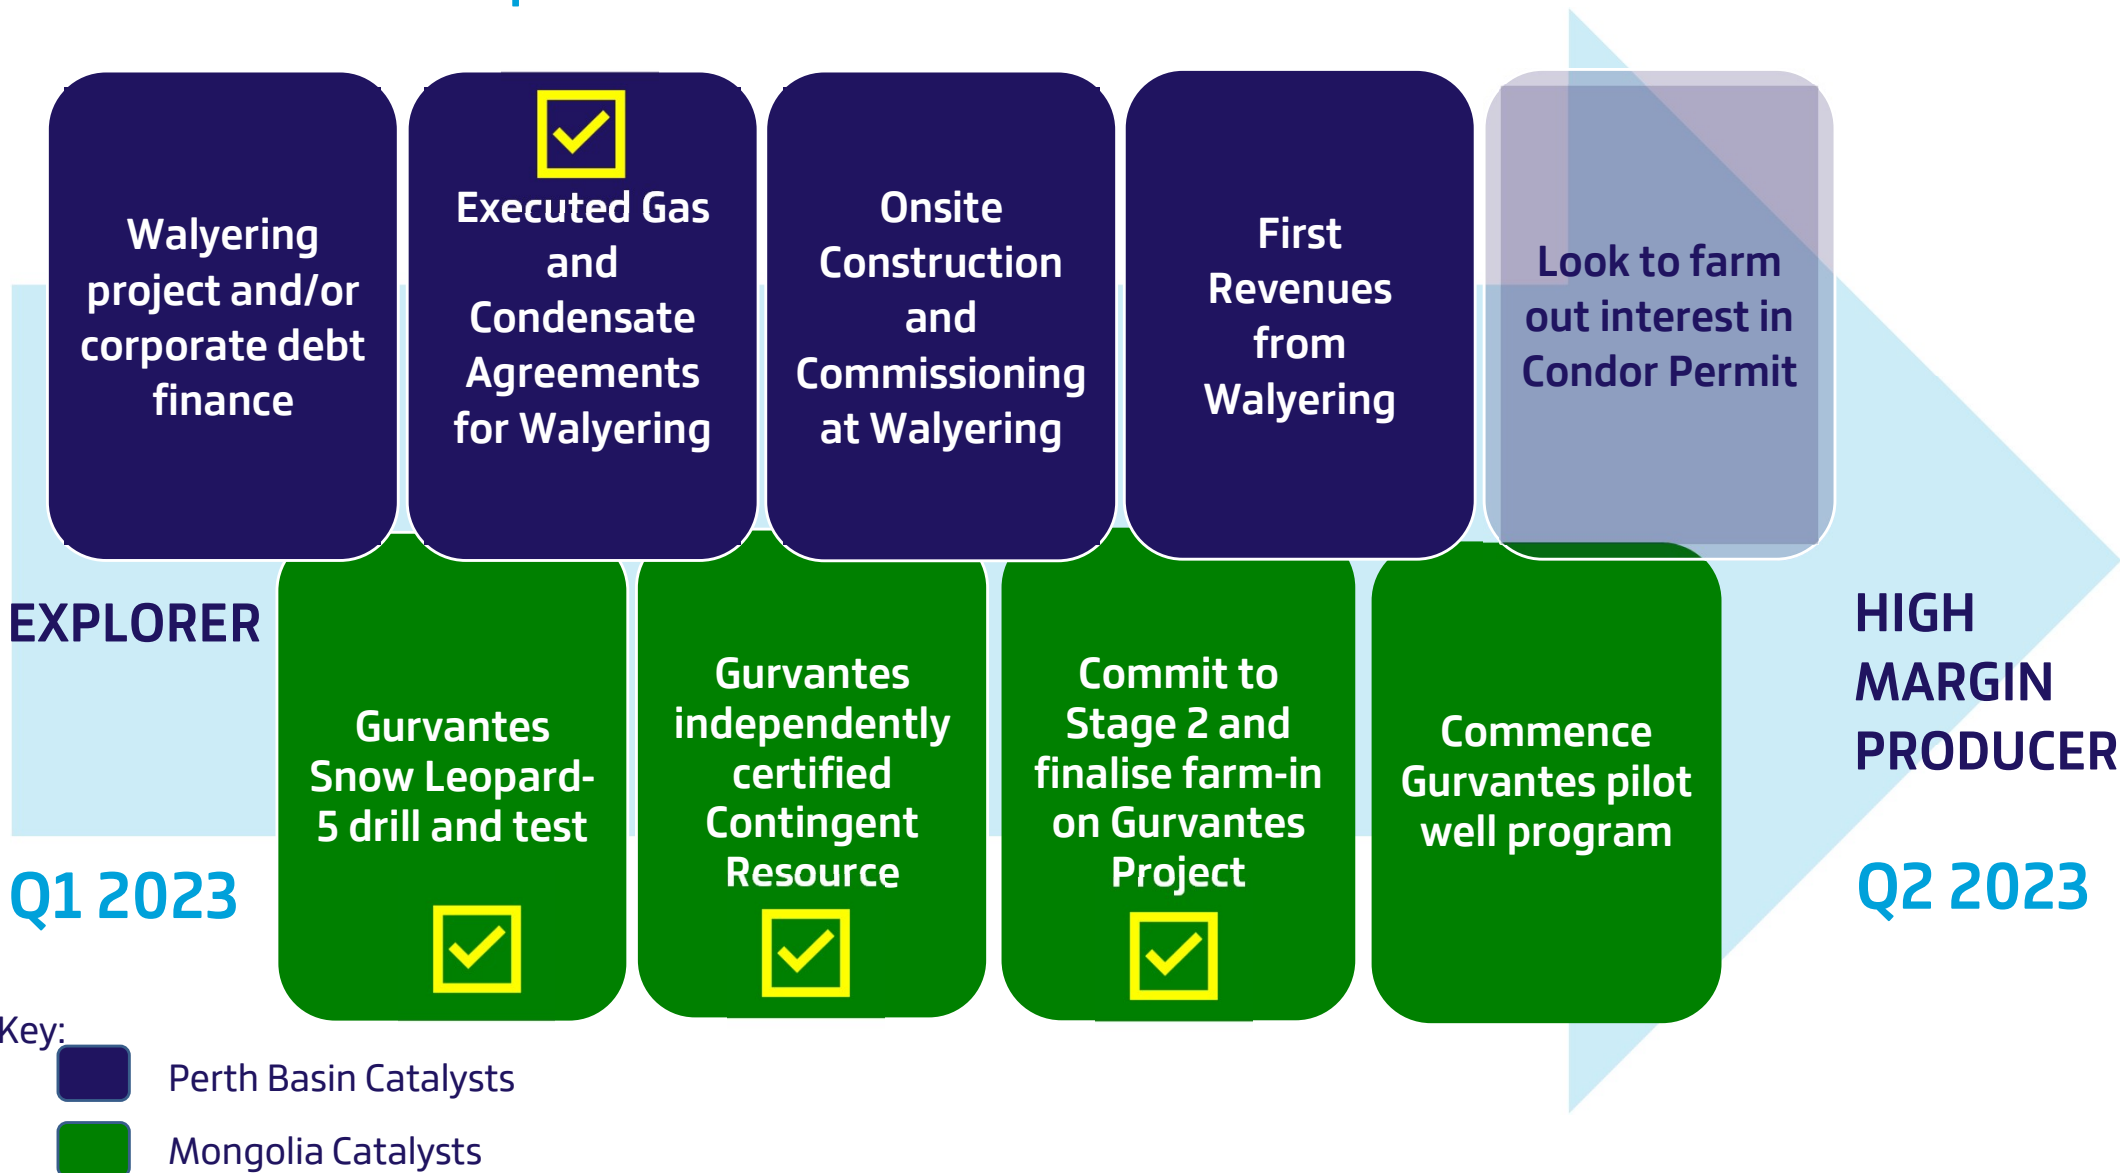 Walyering
project and/or
corporate debt
finance
Executed Gas
and
Condensate
Agreements
for Walyering
Onsite
Construction
and
Commissioning
at Walyering
First
Revenues
from
Walyering
Look to farm
out interest in
Condor Permit
EXPLORER
Gurvantes
Snow Leopard-
5 drill and test
Gurvantes
independently
certified
Contingent
Resource
Commit to
Stage 2 and
finalise farm-in
on Gurvantes
Project
Commence
Gurvantes pilot
well program
HIGH
MARGIN
PRODUCER
Q1 2023
Q2 2023
Key:
Perth Basin Catalysts
Mongolia Catalysts